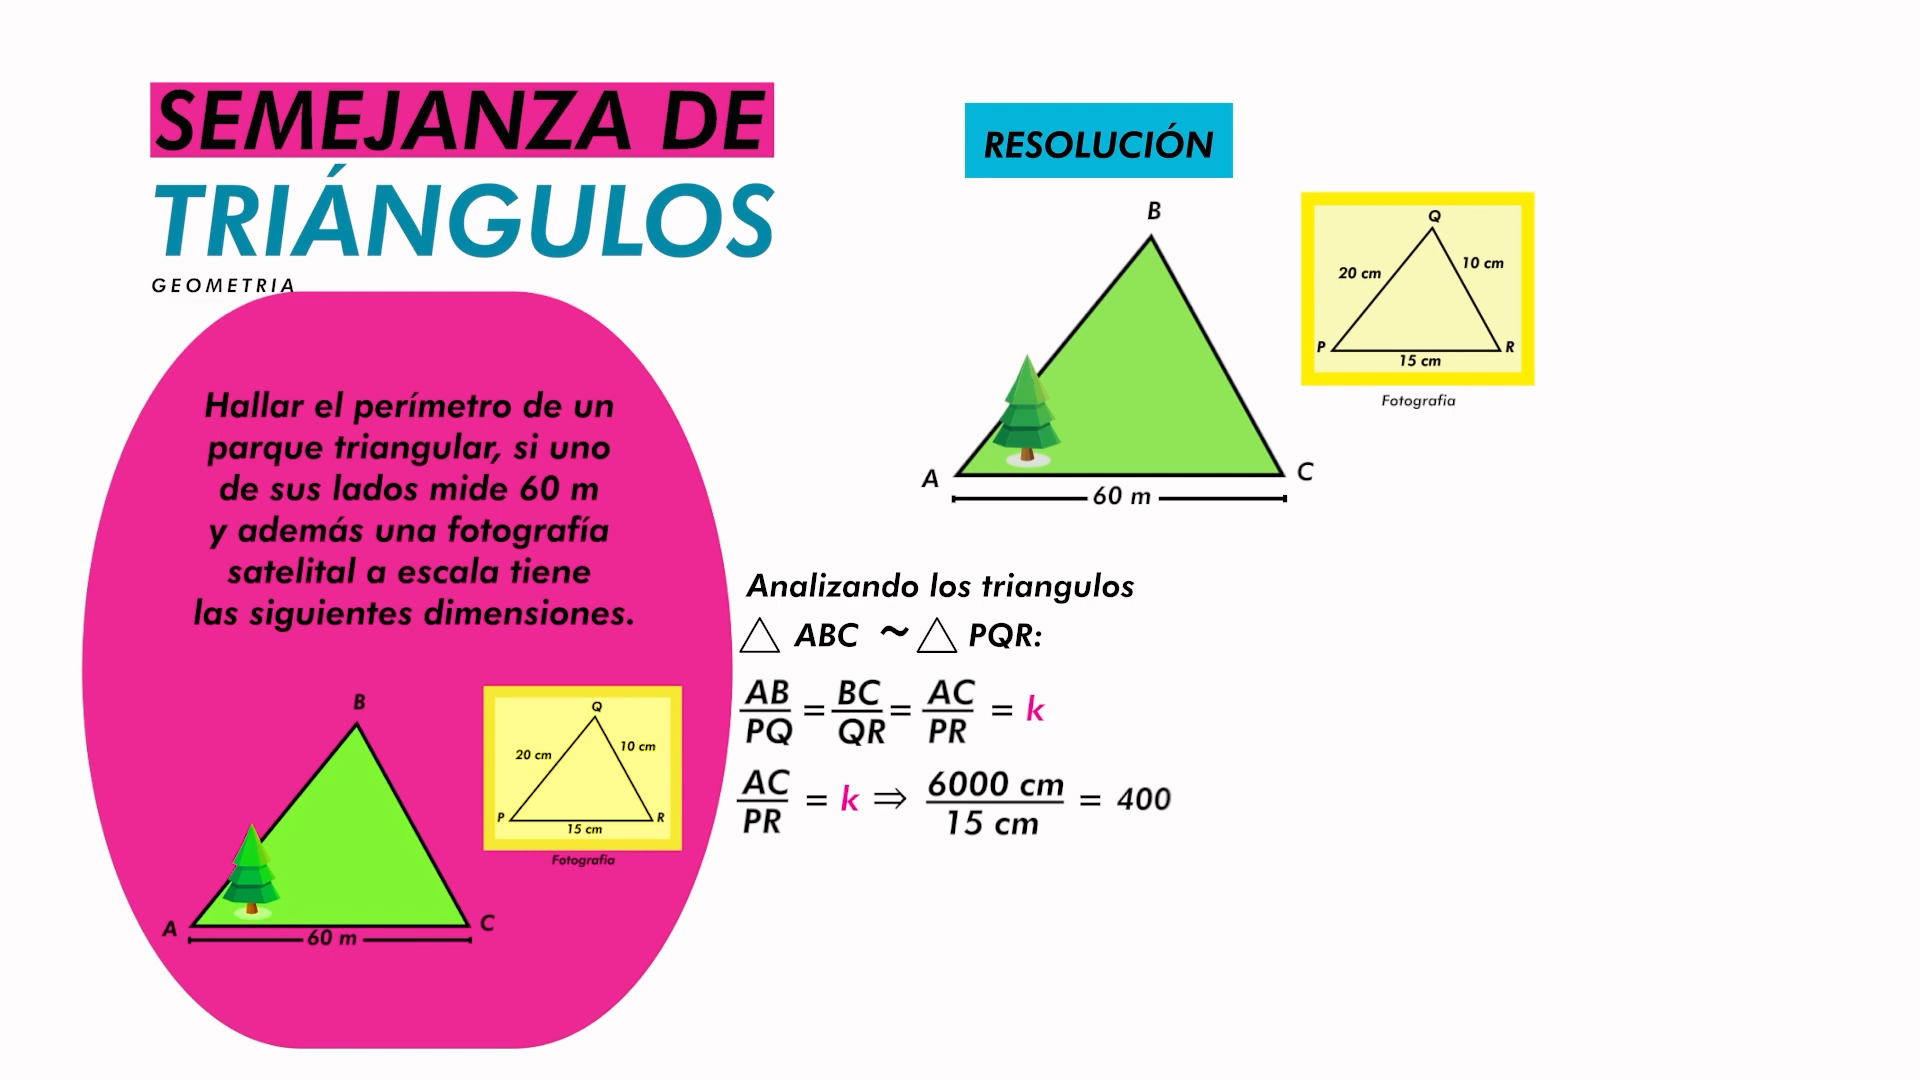 SEMEJANZA DE
TRIÁNGULOS
GEOMETRIA
Hallar el perímetro de un
parque triangular, si uno
de sus lados mide 60 m
y además una fotografía
satelital a escala tiene
las siguientes dimensiones.
B
A
C
60 m
Q
20 cm
10 cm
P
R
15 cm
Fotografia
RESOLUCIÓN
B
A
C
60 m
Q
20 cm
10 cm
P
R
15 cm
Fotografia
Analizando los triangulos
△ ABC ~ △ PQR:
AB/PQ = BC/QR = AC/PR = k
AC/PR = k ⇒ 6000 cm/15 cm = 400